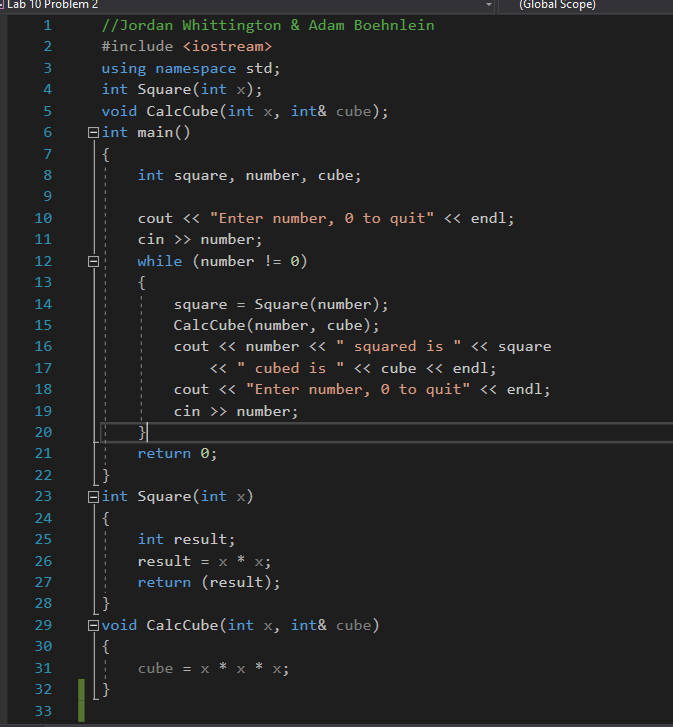 Lab 10 Problem 2 (Global Scope)
1 //Jordan Whittington & Adam Boehnlein
2 #include <iostream>
3 using namespace std;
4 int Square(int x);
5 void CalcCube(int x, int& cube);
6 int main()
7 {
8 int square, number, cube;
9
10 cout << "Enter number, 0 to quit" << endl;
11 cin >> number;
12 while (number != 0)
13 {
14 square = Square(number);
15 CalcCube(number, cube);
16 cout << number << " squared is " << square
17 << " cubed is " << cube << endl;
18 cout << "Enter number, 0 to quit" << endl;
19 cin >> number;
20 }
21 return 0;
22 }
23 int Square(int x)
24 {
25 int result;
26 result = x * x;
27 return (result);
28 }
29 void CalcCube(int x, int& cube)
30 {
31 cube = x * x * x;
32 }
33